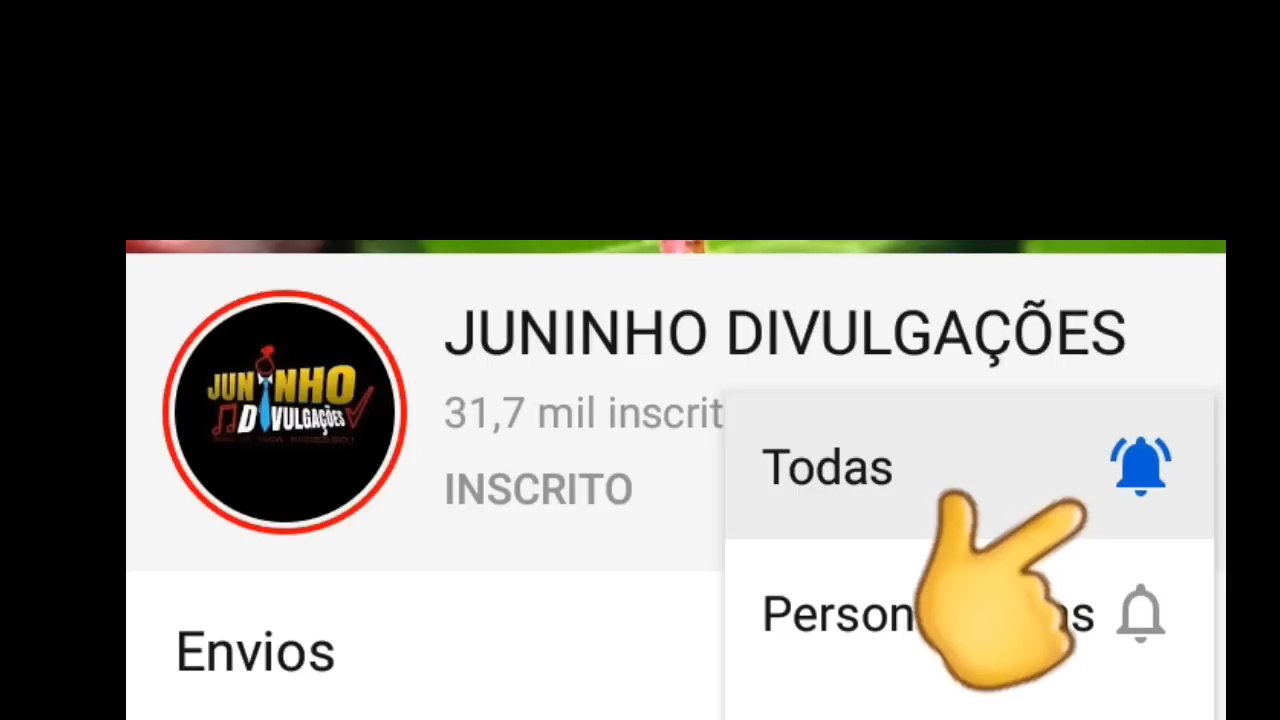 JUNINHO DIVULGAÇÕES
JUNINHO
DIVULGAÇÕES
31,7 mil inscrit
Todas
INSCRITO
Person s
Envios